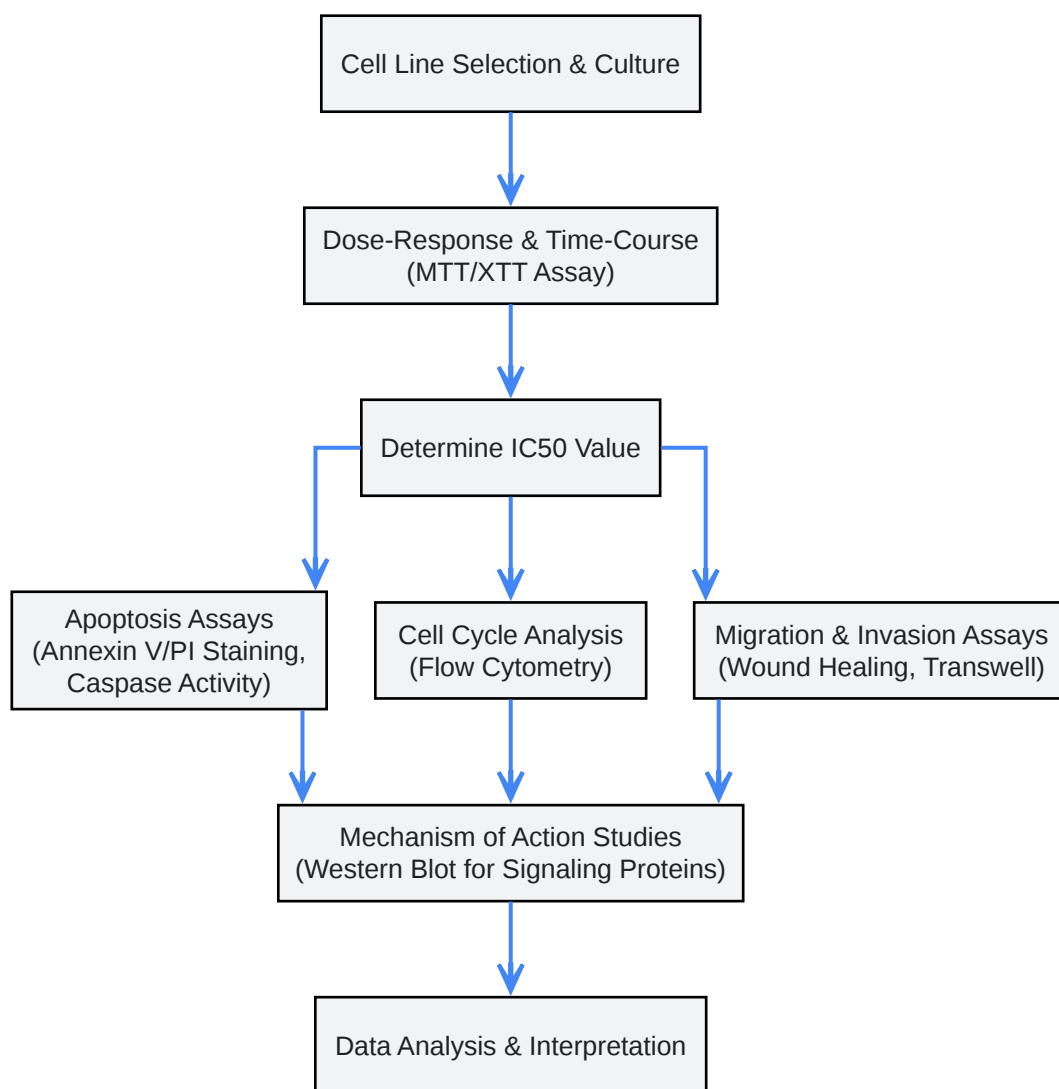 Cell Line Selection & Culture
Dose-Response & Time-Course
(MTT/XTT Assay)
Determine IC50 Value
Apoptosis Assays
(Annexin V/PI Staining,
Caspase Activity)
Cell Cycle Analysis
(Flow Cytometry)
Migration & Invasion Assays
(Wound Healing, Transwell)
Mechanism of Action Studies
(Western Blot for Signaling Proteins)
Data Analysis & Interpretation